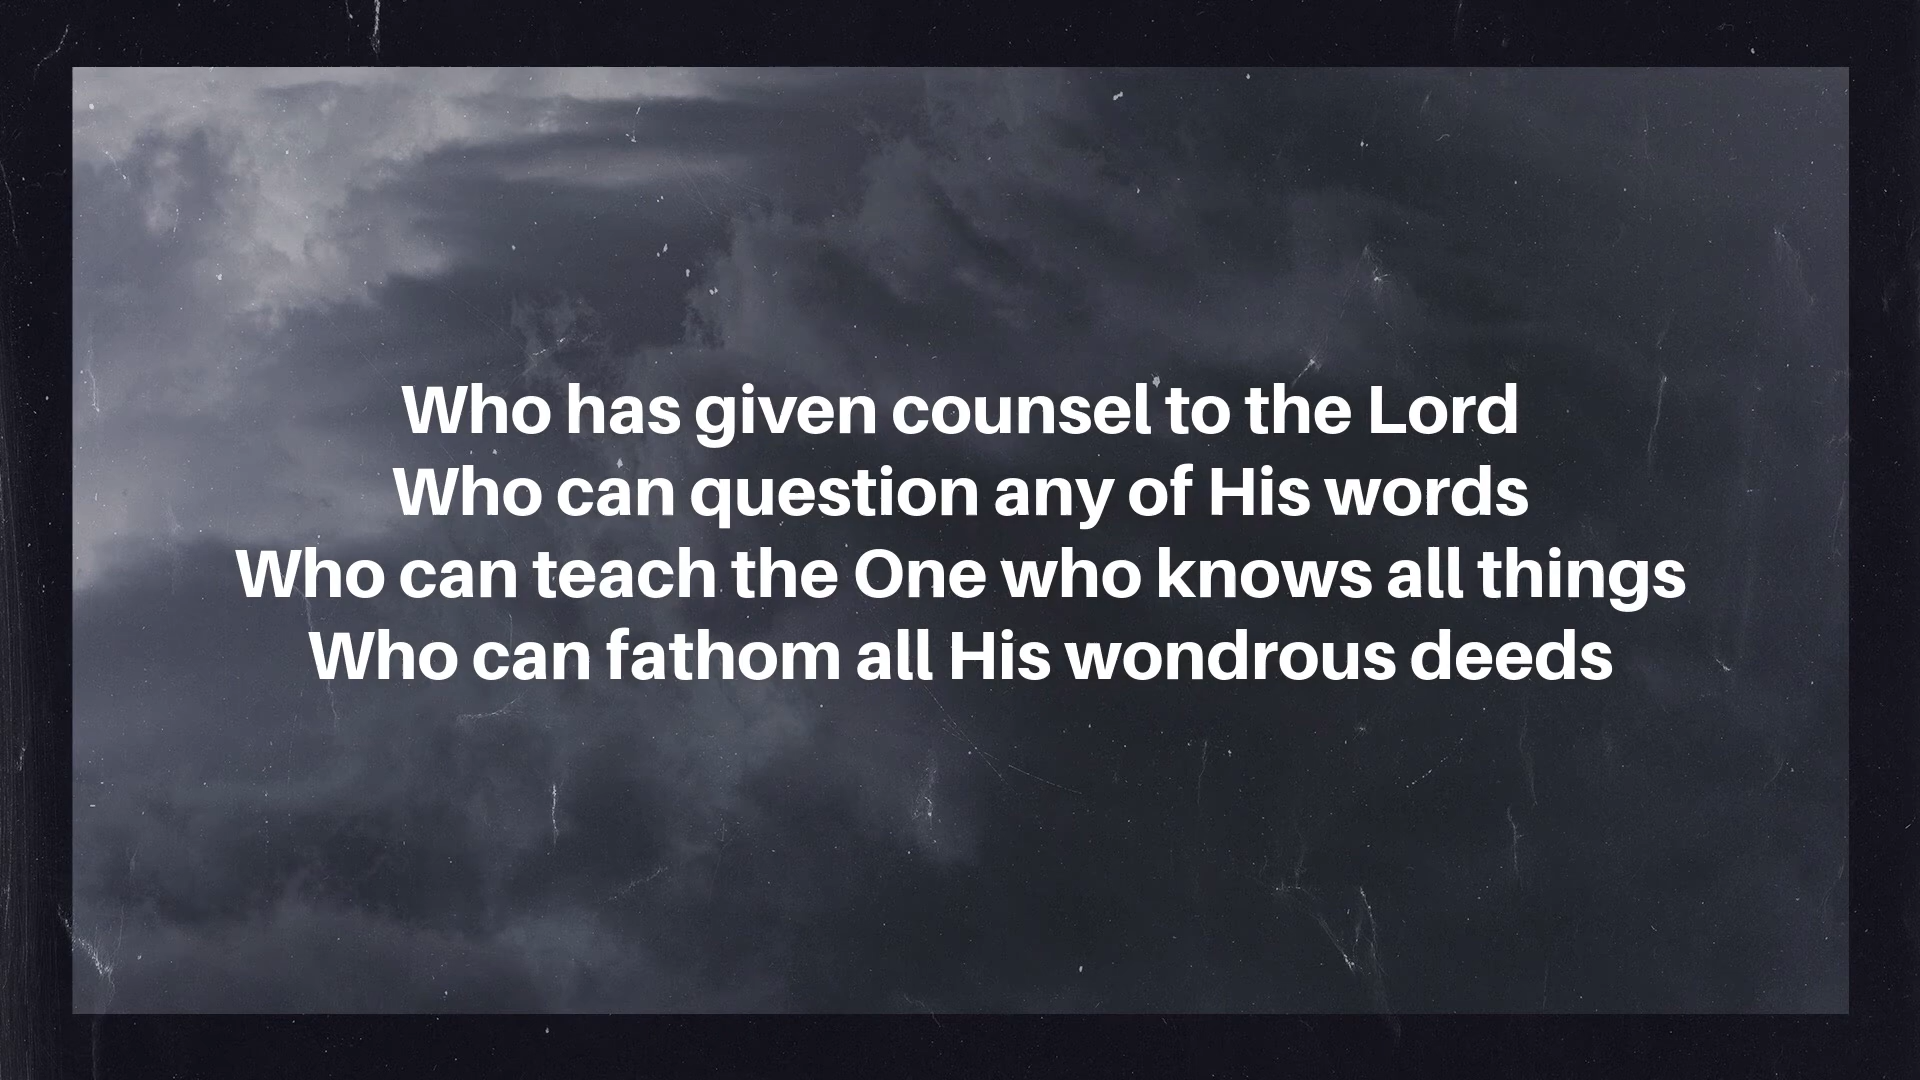 Who has given counsel to the Lord
Who can question any of His words
Who can teach the One who knows all things
Who can fathom all His wondrous deeds